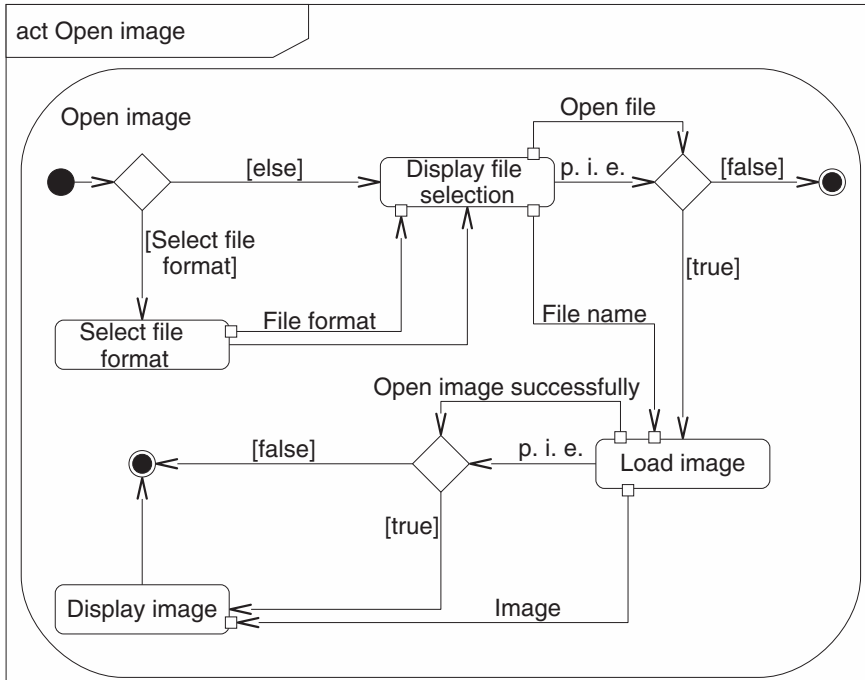 act Open image
Open image
Open file
[else]
Display file
selection
p. i. e.
[false]
[Select file
format]
[true]
Select file
format
File format
File name
Open image successfully
[false]
p. i. e.
Load image
[true]
Display image
Image